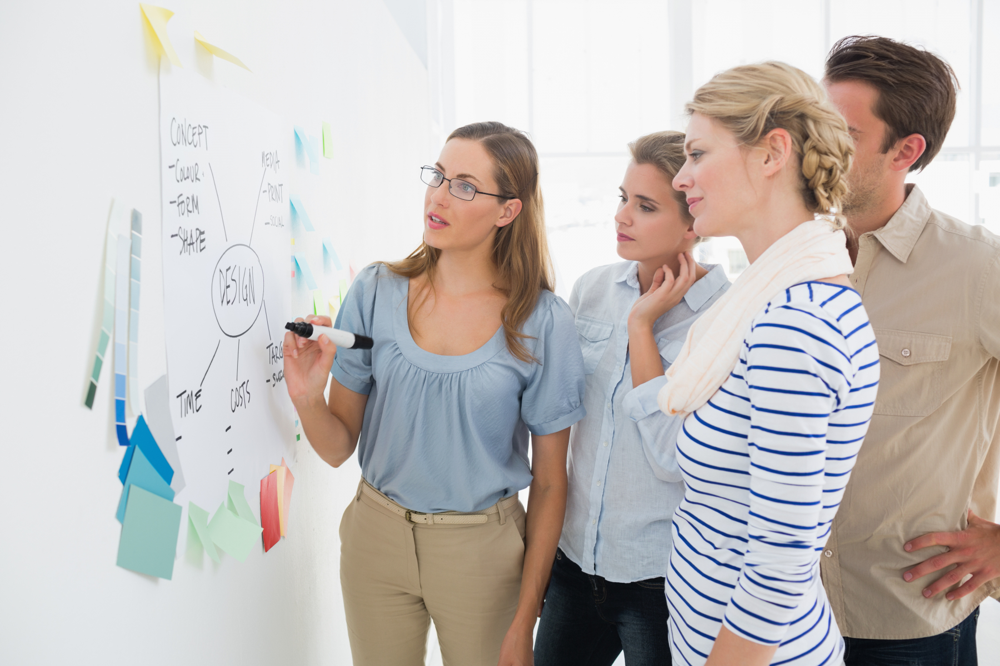 CONCEPT
-COLOUR
-FORM
-SHAPE
MEDIA
-PRINT
-SOCIAL
DESIGN
TIME
-
COSTS
-
-
-